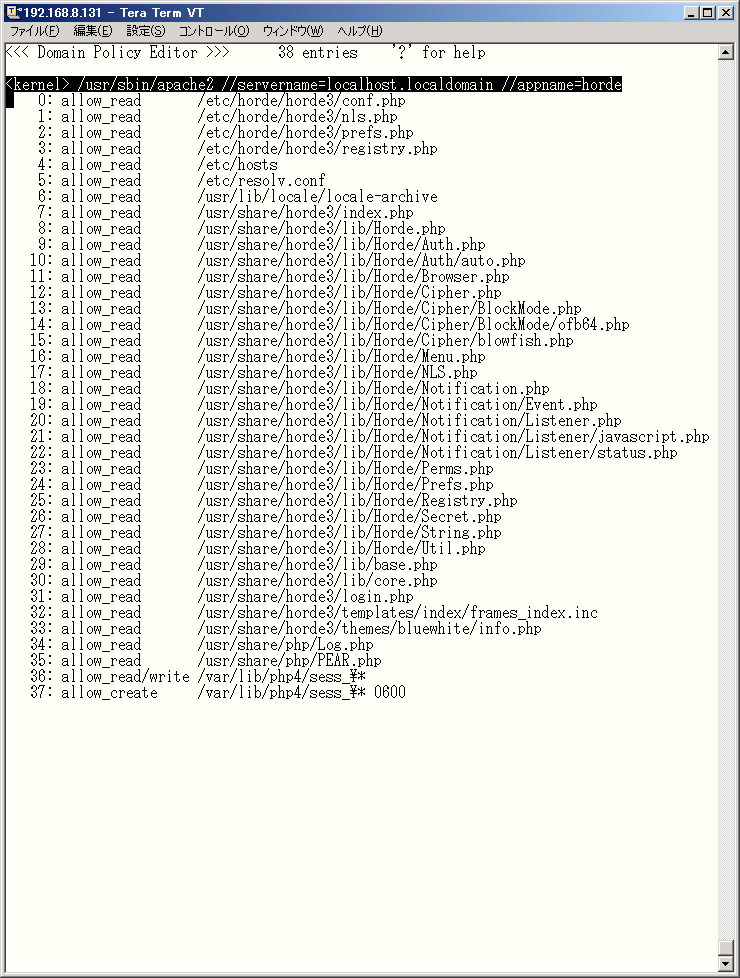 192.168.8.131 - Tera Term VT
ファイル(F) 編集(E) 設定(S) コントロール(O) ウィンドウ(W) ヘルプ(H)
<<< Domain Policy Editor >>>      38 entries    '?' for help
<kernel> /usr/sbin/apache2 //servername=localhost.localdomain //appname=horde
0: allow_read       /etc/horde/horde3/conf.php
1: allow_read       /etc/horde/horde3/nls.php
2: allow_read       /etc/horde/horde3/prefs.php
3: allow_read       /etc/horde/horde3/registry.php
4: allow_read       /etc/hosts
5: allow_read       /etc/resolv.conf
6: allow_read       /usr/lib/locale/locale-archive
7: allow_read       /usr/share/horde3/index.php
8: allow_read       /usr/share/horde3/lib/Horde.php
9: allow_read       /usr/share/horde3/lib/Horde/Auth.php
10: allow_read       /usr/share/horde3/lib/Horde/Auth/auto.php
11: allow_read       /usr/share/horde3/lib/Horde/Browser.php
12: allow_read       /usr/share/horde3/lib/Horde/Cipher.php
13: allow_read       /usr/share/horde3/lib/Horde/Cipher/BlockMode.php
14: allow_read       /usr/share/horde3/lib/Horde/Cipher/BlockMode/ofb64.php
15: allow_read       /usr/share/horde3/lib/Horde/Cipher/blowfish.php
16: allow_read       /usr/share/horde3/lib/Horde/Menu.php
17: allow_read       /usr/share/horde3/lib/Horde/NLS.php
18: allow_read       /usr/share/horde3/lib/Horde/Notification.php
19: allow_read       /usr/share/horde3/lib/Horde/Notification/Event.php
20: allow_read       /usr/share/horde3/lib/Horde/Notification/Listener.php
21: allow_read       /usr/share/horde3/lib/Horde/Notification/Listener/javascript.php
22: allow_read       /usr/share/horde3/lib/Horde/Notification/Listener/status.php
23: allow_read       /usr/share/horde3/lib/Horde/Perms.php
24: allow_read       /usr/share/horde3/lib/Horde/Prefs.php
25: allow_read       /usr/share/horde3/lib/Horde/Registry.php
26: allow_read       /usr/share/horde3/lib/Horde/Secret.php
27: allow_read       /usr/share/horde3/lib/Horde/String.php
28: allow_read       /usr/share/horde3/lib/Horde/Util.php
29: allow_read       /usr/share/horde3/lib/base.php
30: allow_read       /usr/share/horde3/lib/core.php
31: allow_read       /usr/share/horde3/login.php
32: allow_read       /usr/share/horde3/templates/index/frames_index.inc
33: allow_read       /usr/share/horde3/themes/bluewhite/info.php
34: allow_read       /usr/share/php/Log.php
35: allow_read       /usr/share/php/PEAR.php
36: allow_read/write /var/lib/php4/sess_¥*
37: allow_create     /var/lib/php4/sess_¥* 0600